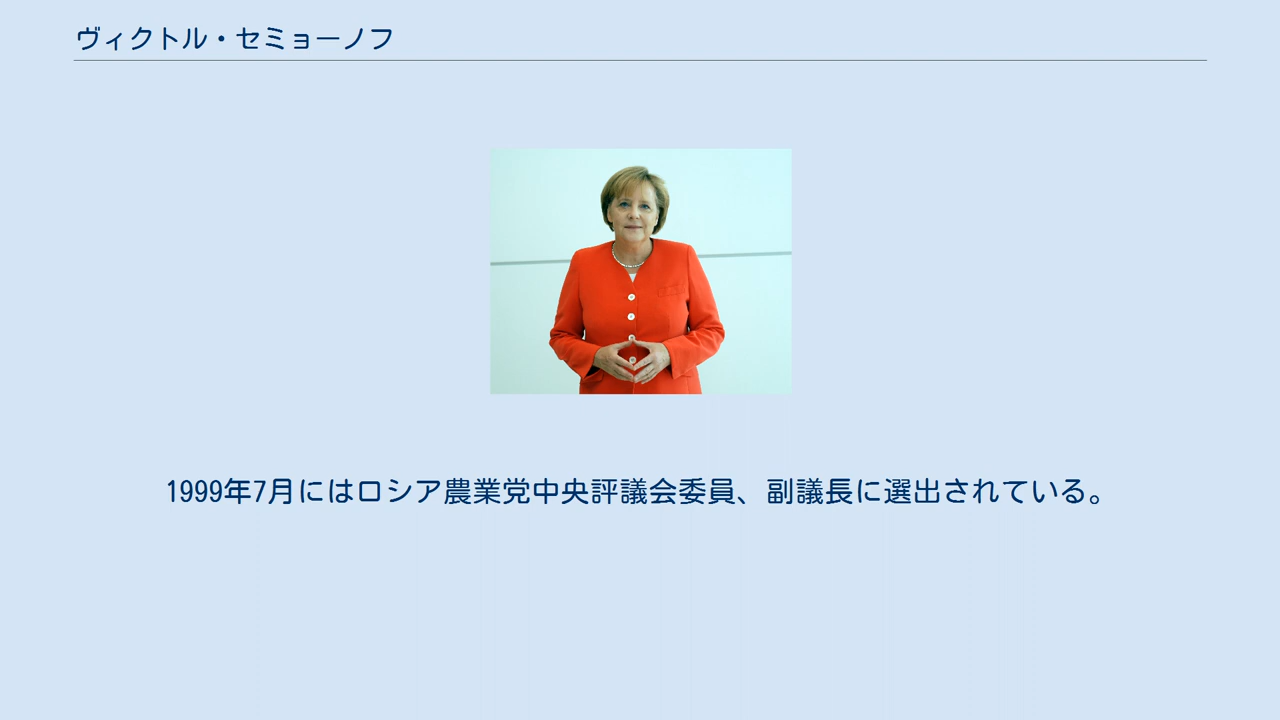 ヴィクトル・セミョーノフ
1999年7月にはロシア農業党中央評議会委員、副議長に選出されている。